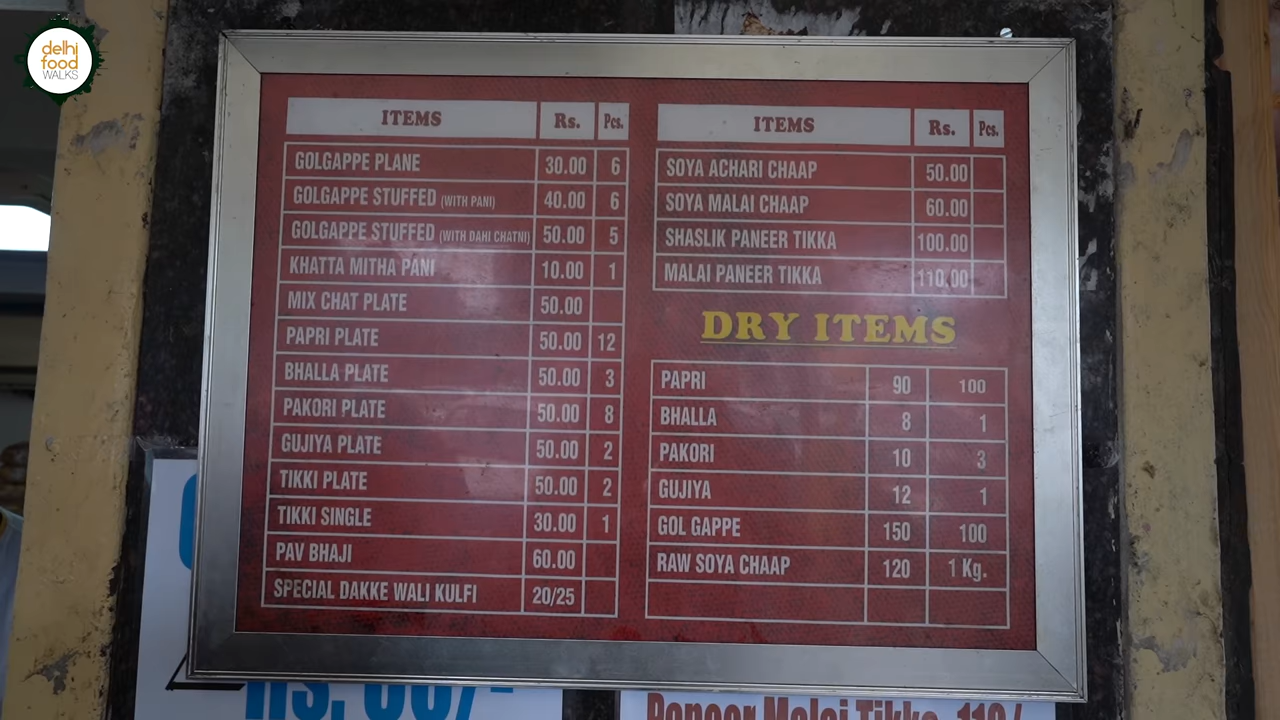 delhi
food
WALKS
ITEMS Rs. Pcs.
GOLGAPPE PLANE 30.00 6
GOLGAPPE STUFFED (WITH PANI) 40.00 6
GOLGAPPE STUFFED (WITH DAHI CHATNI) 50.00 5
KHATTA MITHA PANI 10.00 1
MIX CHAT PLATE 50.00
PAPRI PLATE 50.00 12
BHALLA PLATE 50.00 3
PAKORI PLATE 50.00 8
GUJIYA PLATE 50.00 2
TIKKI PLATE 50.00 2
TIKKI SINGLE 30.00 1
PAV BHAJI 60.00
SPECIAL DAKKE WALI KULFI 20/25
ITEMS Rs. Pcs.
SOYA ACHARI CHAAP 50.00
SOYA MALAI CHAAP 60.00
SHASLIK PANEER TIKKA 100.00
MALAI PANEER TIKKA 110.00
DRY ITEMS
PAPRI 90 100
BHALLA 8 1
PAKORI 10 3
GUJIYA 12 1
GOL GAPPE 150 100
RAW SOYA CHAAP 120 1 Kg.
Rs.
Paneer Malai Tikka 110/